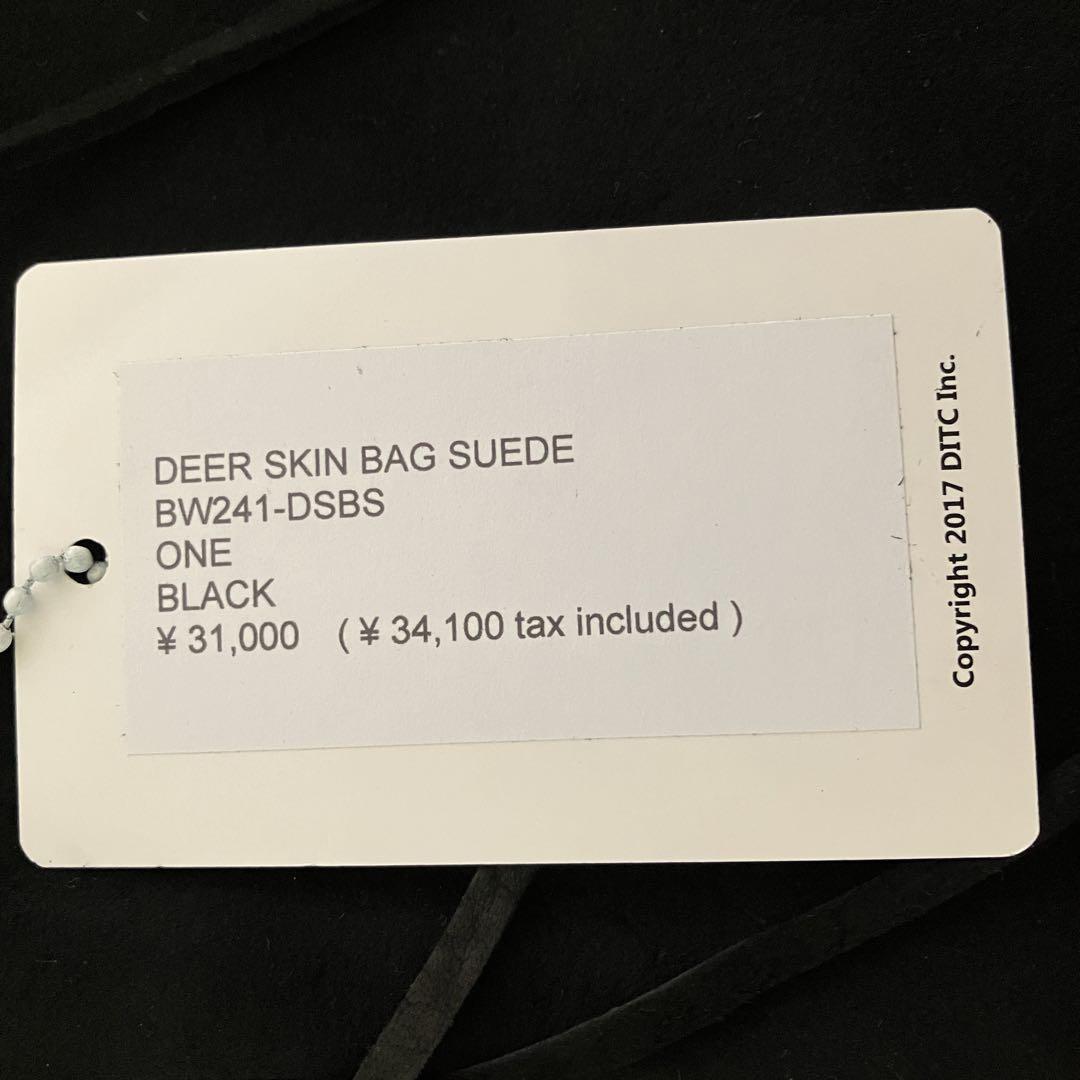 DEER SKIN BAG SUEDE
BW241-DSBS
ONE
BLACK
¥ 31,000 (¥ 34,100 tax included )
Copyright 2017 DITC Inc.